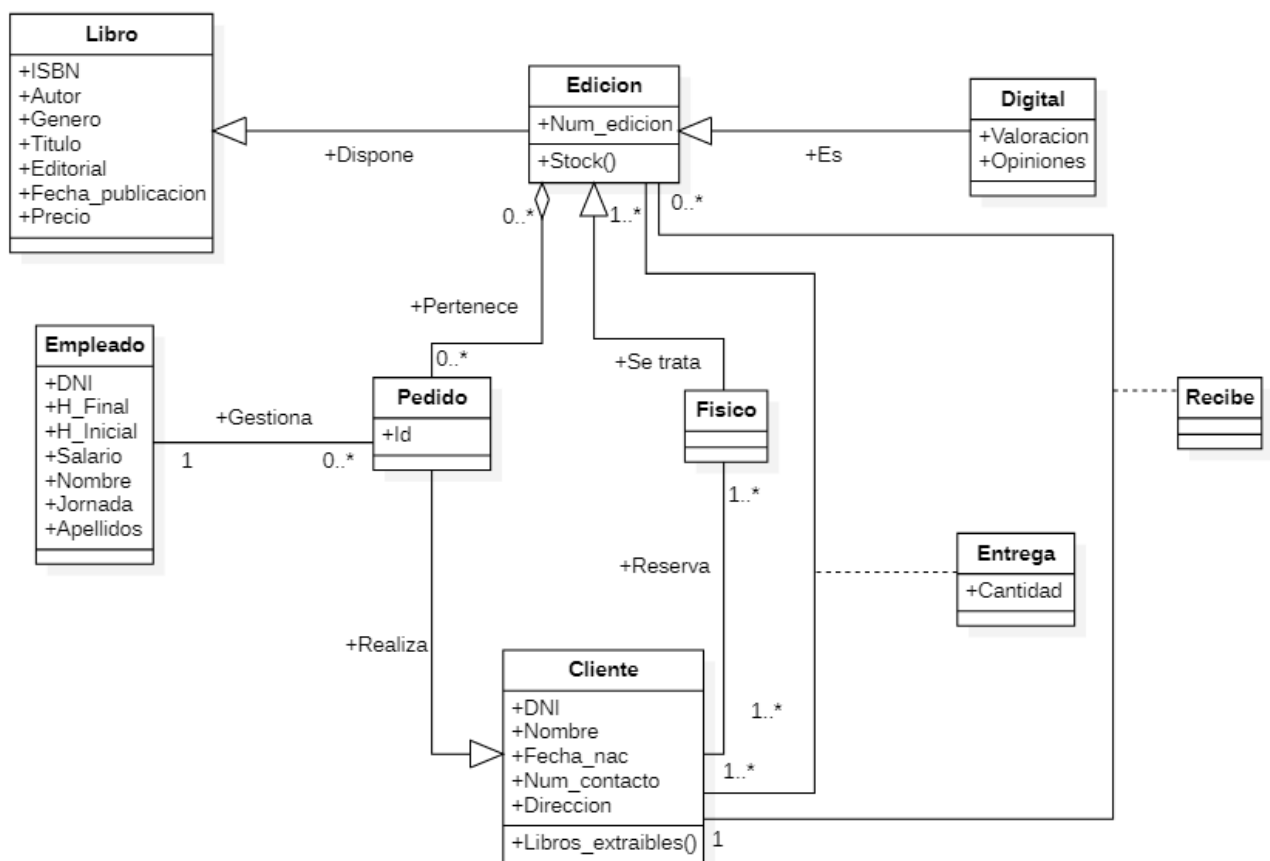 Libro
+ISBN
+Autor
+Genero
+Titulo
+Editorial
+Fecha_publicacion
+Precio
+Dispone
Edicion
+Num_edicion
+Stock()
+Es
Digital
+Valoracion
+Opiniones
0..*
1..*
0..*
+Pertenece
0..*
+Se trata
Empleado
+DNI
+H_Final
+H_Inicial
+Salario
+Nombre
+Jornada
+Apellidos
+Gestiona
1
0..*
Pedido
+Id
Fisico
1..*
Recibe
+Reserva
Entrega
+Cantidad
+Realiza
Cliente
+DNI
+Nombre
+Fecha_nac
+Num_contacto
+Direccion
+Libros_extraibles()
1..*
1..*
1